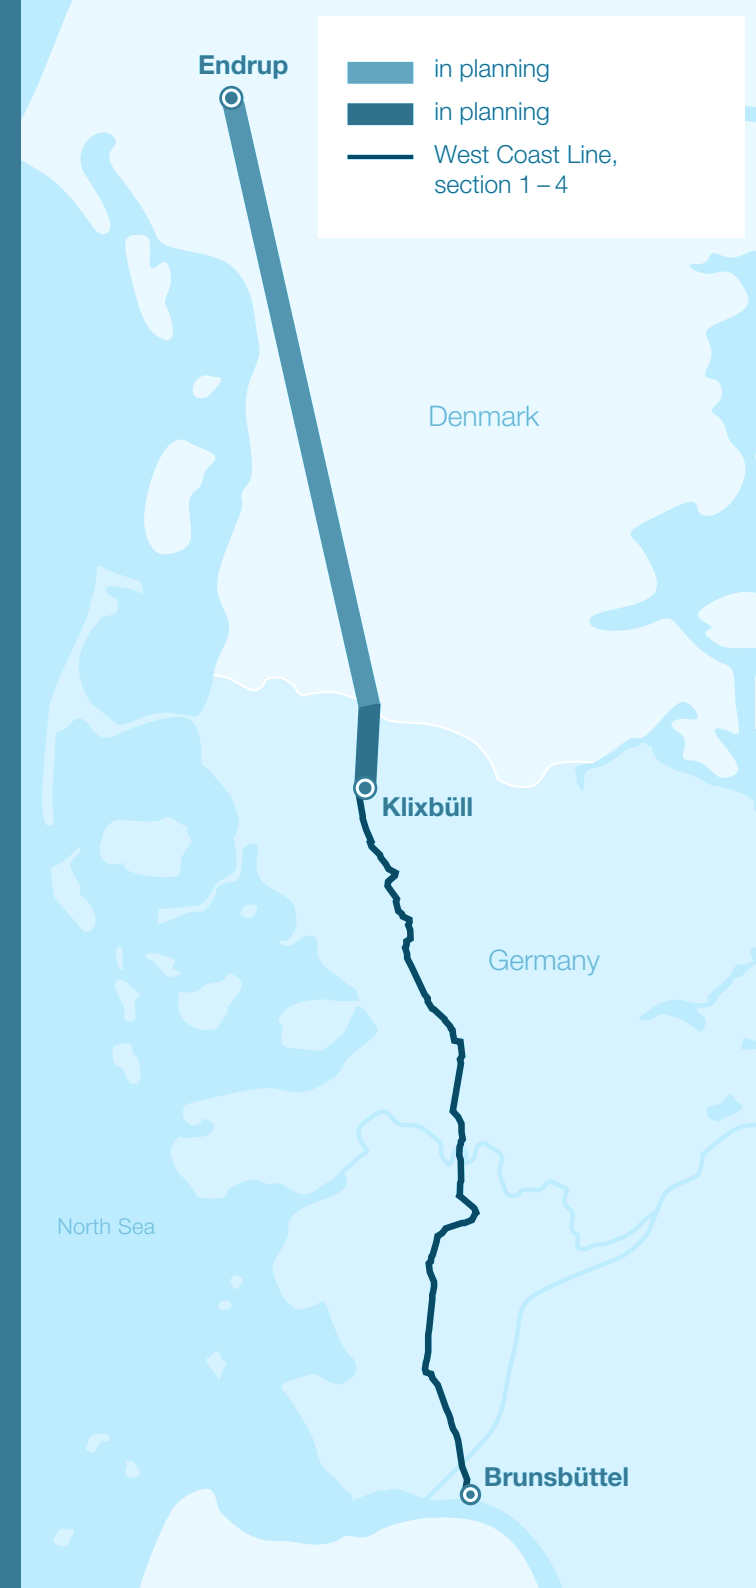 Endrup
in planning
in planning
West Coast Line,
section 1 – 4
Denmark
Klixbüll
Germany
North Sea
Brunsbüttel